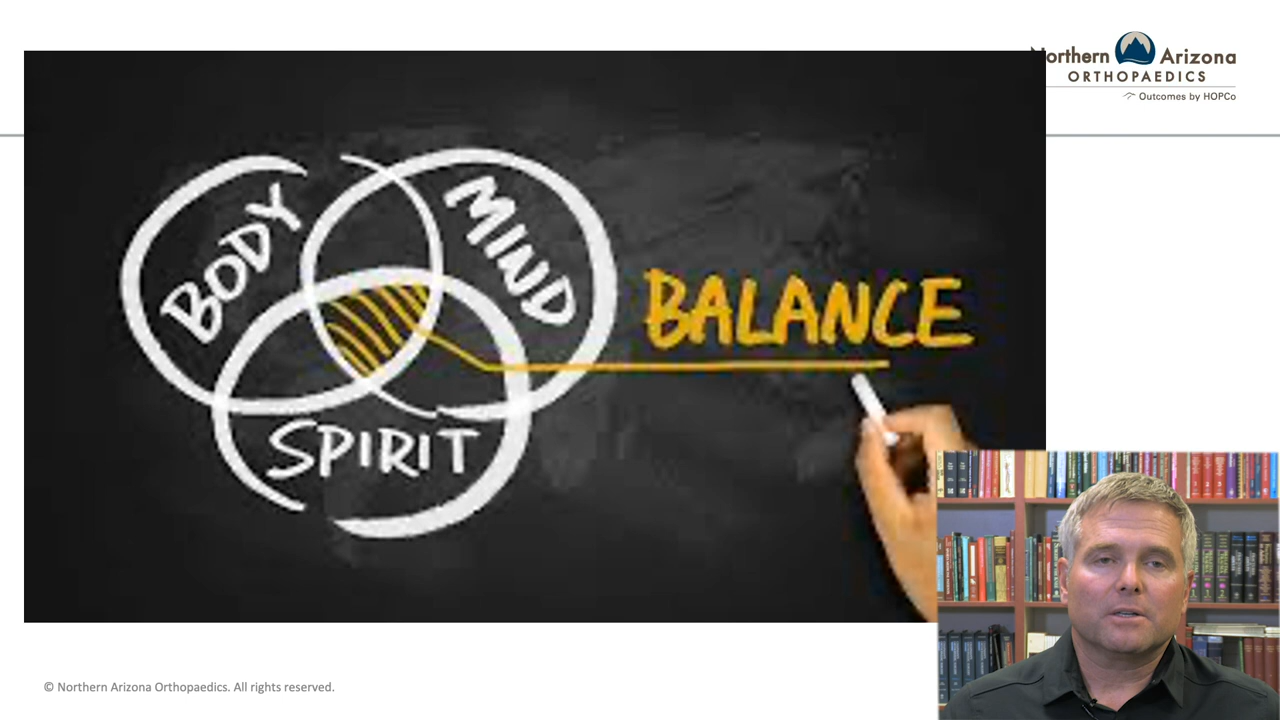 Northern Arizona
ORTHOPAEDICS
Outcomes by HOPCo
BODY
MIND
BALANCE
SPIRIT
© Northern Arizona Orthopaedics. All rights reserved.